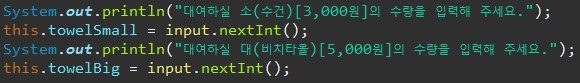 System.out.println("대여하실 소(수건)[3,000원]의 수량을 입력해 주세요.");
this.towelSmall = input.nextInt();
System.out.println("대여하실 대(비치타올)[5,000원]의 수량을 입력해 주세요.");
this.towelBig = input.nextInt();